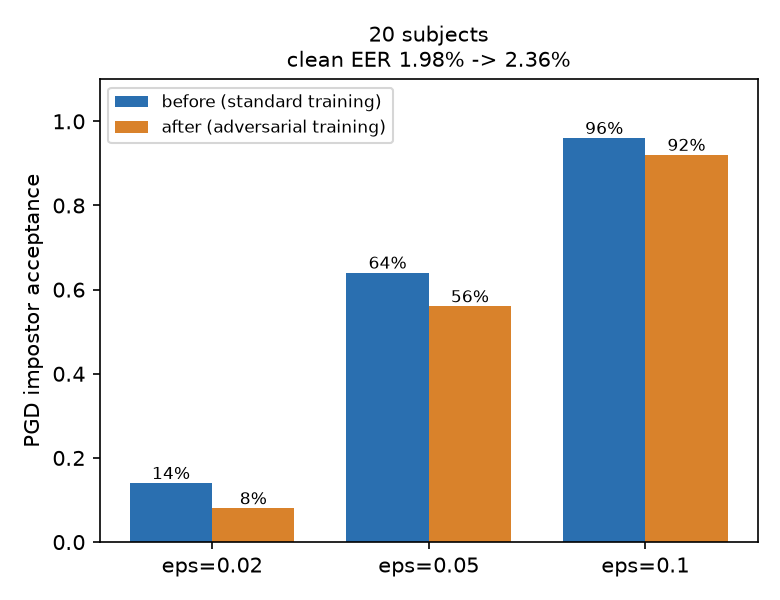 20 subjects
clean EER 1.98% -> 2.36%
before (standard training)
after (adversarial training)
PGD impostor acceptance
1.0
0.8
0.6
0.4
0.2
0.0
14%
8%
64%
56%
96%
92%
eps=0.02
eps=0.05
eps=0.1